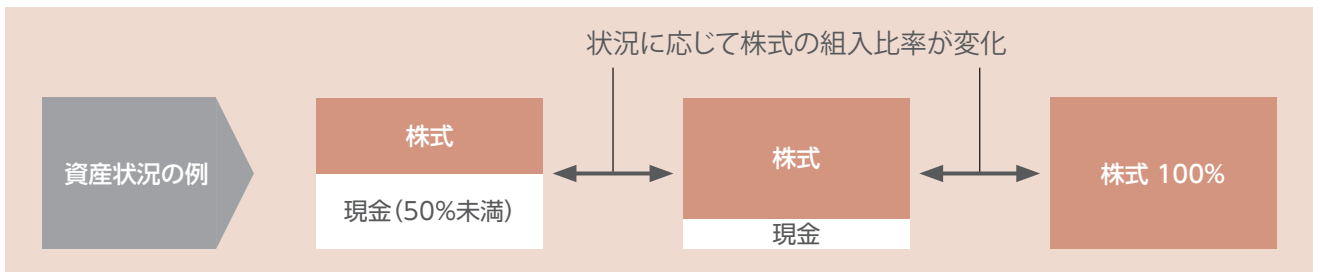 状況に応じて株式の組入比率が変化
資産状況の例
株式
現金（50%未満）
株式
現金
株式 100%